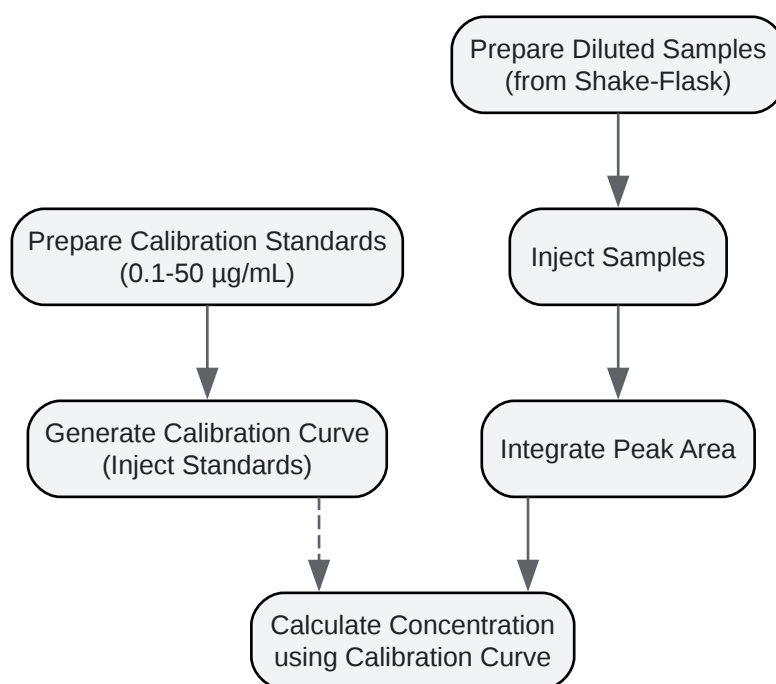 Prepare Diluted Samples
(from Shake-Flask)
Prepare Calibration Standards
(0.1-50 µg/mL)
Inject Samples
Generate Calibration Curve
(Inject Standards)
Integrate Peak Area
Calculate Concentration
using Calibration Curve